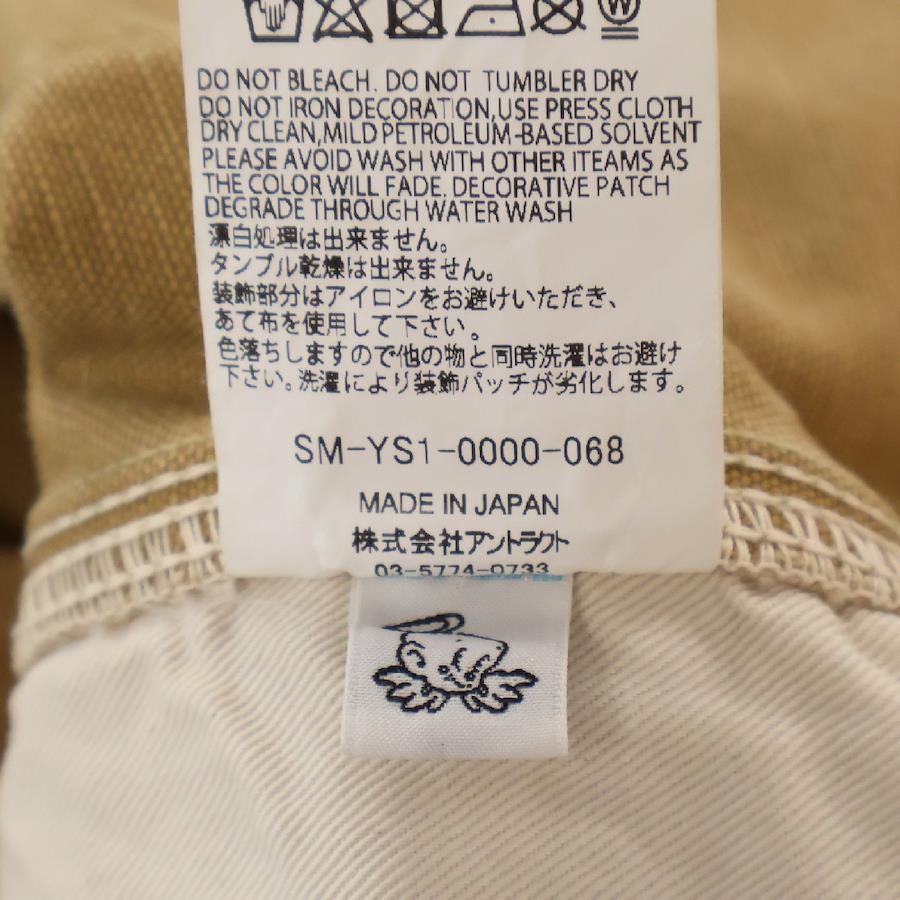 DO NOT BLEACH. DO NOT TUMBLER DRY
DO NOT IRON DECORATION,USE PRESS CLOTH
DRY CLEAN,MILD PETROLEUM-BASED SOLVENT
PLEASE AVOID WASH WITH OTHER ITEAMS AS
THE COLOR WILL FADE. DECORATIVE PATCH
DEGRADE THROUGH WATER WASH
漂白処理は出来ません。
タンブル乾燥は出来ません。
装飾部分はアイロンをお避けいただき、
あて布を使用して下さい。
色落ちしますので他の物と同時洗濯はお避け
下さい。洗濯により装飾パッチが劣化します。
SM-YS1-0000-068
MADE IN JAPAN
株式会社アントラクト
03-5774-0733